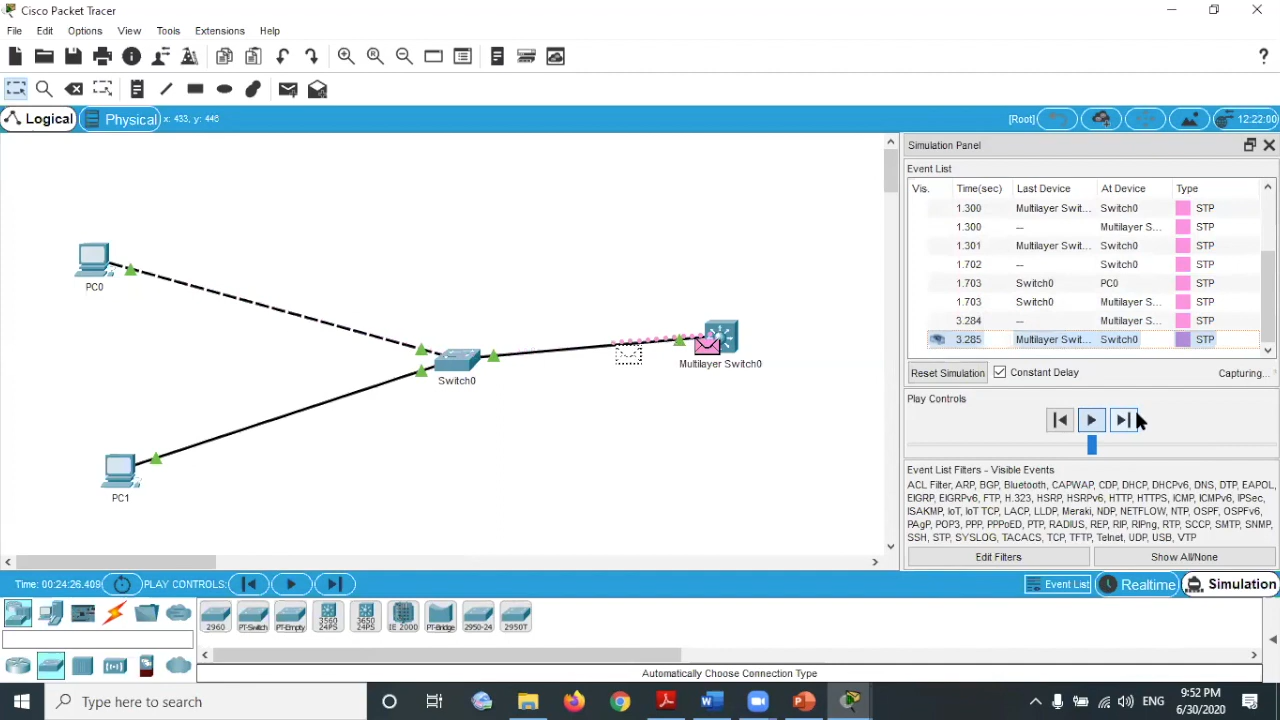 Cisco Packet Tracer
File Edit Options View Tools Extensions Help
?
Logical Physical x: 433, y: 446 [Root] 12:22:00
PC0
Switch0
Multilayer Switch0
PC1
Simulation Panel
Event List
Vis. Time(sec) Last Device At Device Type
1.300 Multilayer Swit... Switch0 STP
1.300 -- Multilayer S... STP
1.301 Multilayer Swit... Switch0 STP
1.702 -- Switch0 STP
1.703 Switch0 PC0 STP
1.703 Switch0 Multilayer S... STP
3.284 -- Multilayer S... STP
3.285 Multilayer Swit... Switch0 STP
Reset Simulation Constant Delay Capturing...
Play Controls
Event List Filters - Visible Events
ACL Filter, ARP, BGP, Bluetooth, CAPWAP, CDP, DHCP, DHCPv6, DNS, DTP, EAPOL,
EIGRP, EIGRPv6, FTP, H.323, HSRP, HSRPv6, HTTP, HTTPS, ICMP, ICMPv6, IPSec,
ISAKMP, IoT, IoT TCP, LACP, LLDP, Meraki, NDP, NETFLOW, NTP, OSPF, OSPFv6,
PAgP, POP3, PPP, PPPoED, PTP, RADIUS, REP, RIP, RIPng, RTP, SCCP, SMTP, SNMP,
SSH, STP, SYSLOG, TACACS, TCP, TFTP, Telnet, UDP, USB, VTP
Edit Filters Show All/None
Time: 00:24:26.409 PLAY CONTROLS: Event List Realtime Simulation
2960 PT-Switch PT-Empty 3560 24PS 3650 24PS IE 2000 PT-Bridge 2950-24 2950T
Automatically Choose Connection Type
Type here to search
ENG
9:52 PM
6/30/2020